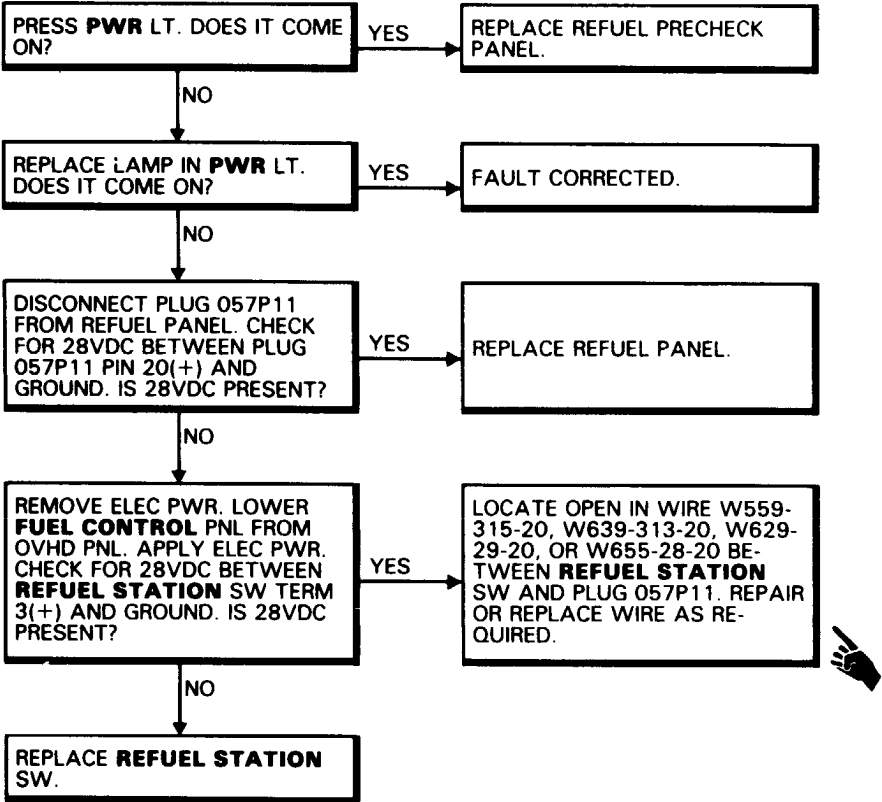 PRESS PWR LT. DOES IT COME
ON?
YES
REPLACE REFUEL PRECHECK
PANEL.
NO
REPLACE LAMP IN PWR LT.
DOES IT COME ON?
YES
FAULT CORRECTED.
NO
DISCONNECT PLUG 057P11
FROM REFUEL PANEL. CHECK
FOR 28VDC BETWEEN PLUG
057P11 PIN 20(+) AND
GROUND. IS 28VDC PRESENT?
YES
REPLACE REFUEL PANEL.
NO
REMOVE ELEC PWR. LOWER
FUEL CONTROL PNL FROM
OVHD PNL. APPLY ELEC PWR.
CHECK FOR 28VDC BETWEEN
REFUEL STATION SW TERM
3(+) AND GROUND. IS 28VDC
PRESENT?
YES
LOCATE OPEN IN WIRE W559-
315-20, W639-313-20, W629-
29-20, OR W655-28-20 BE-
TWEEN REFUEL STATION
SW AND PLUG 057P11. REPAIR
OR REPLACE WIRE AS RE-
QUIRED.
NO
REPLACE REFUEL STATION
SW.